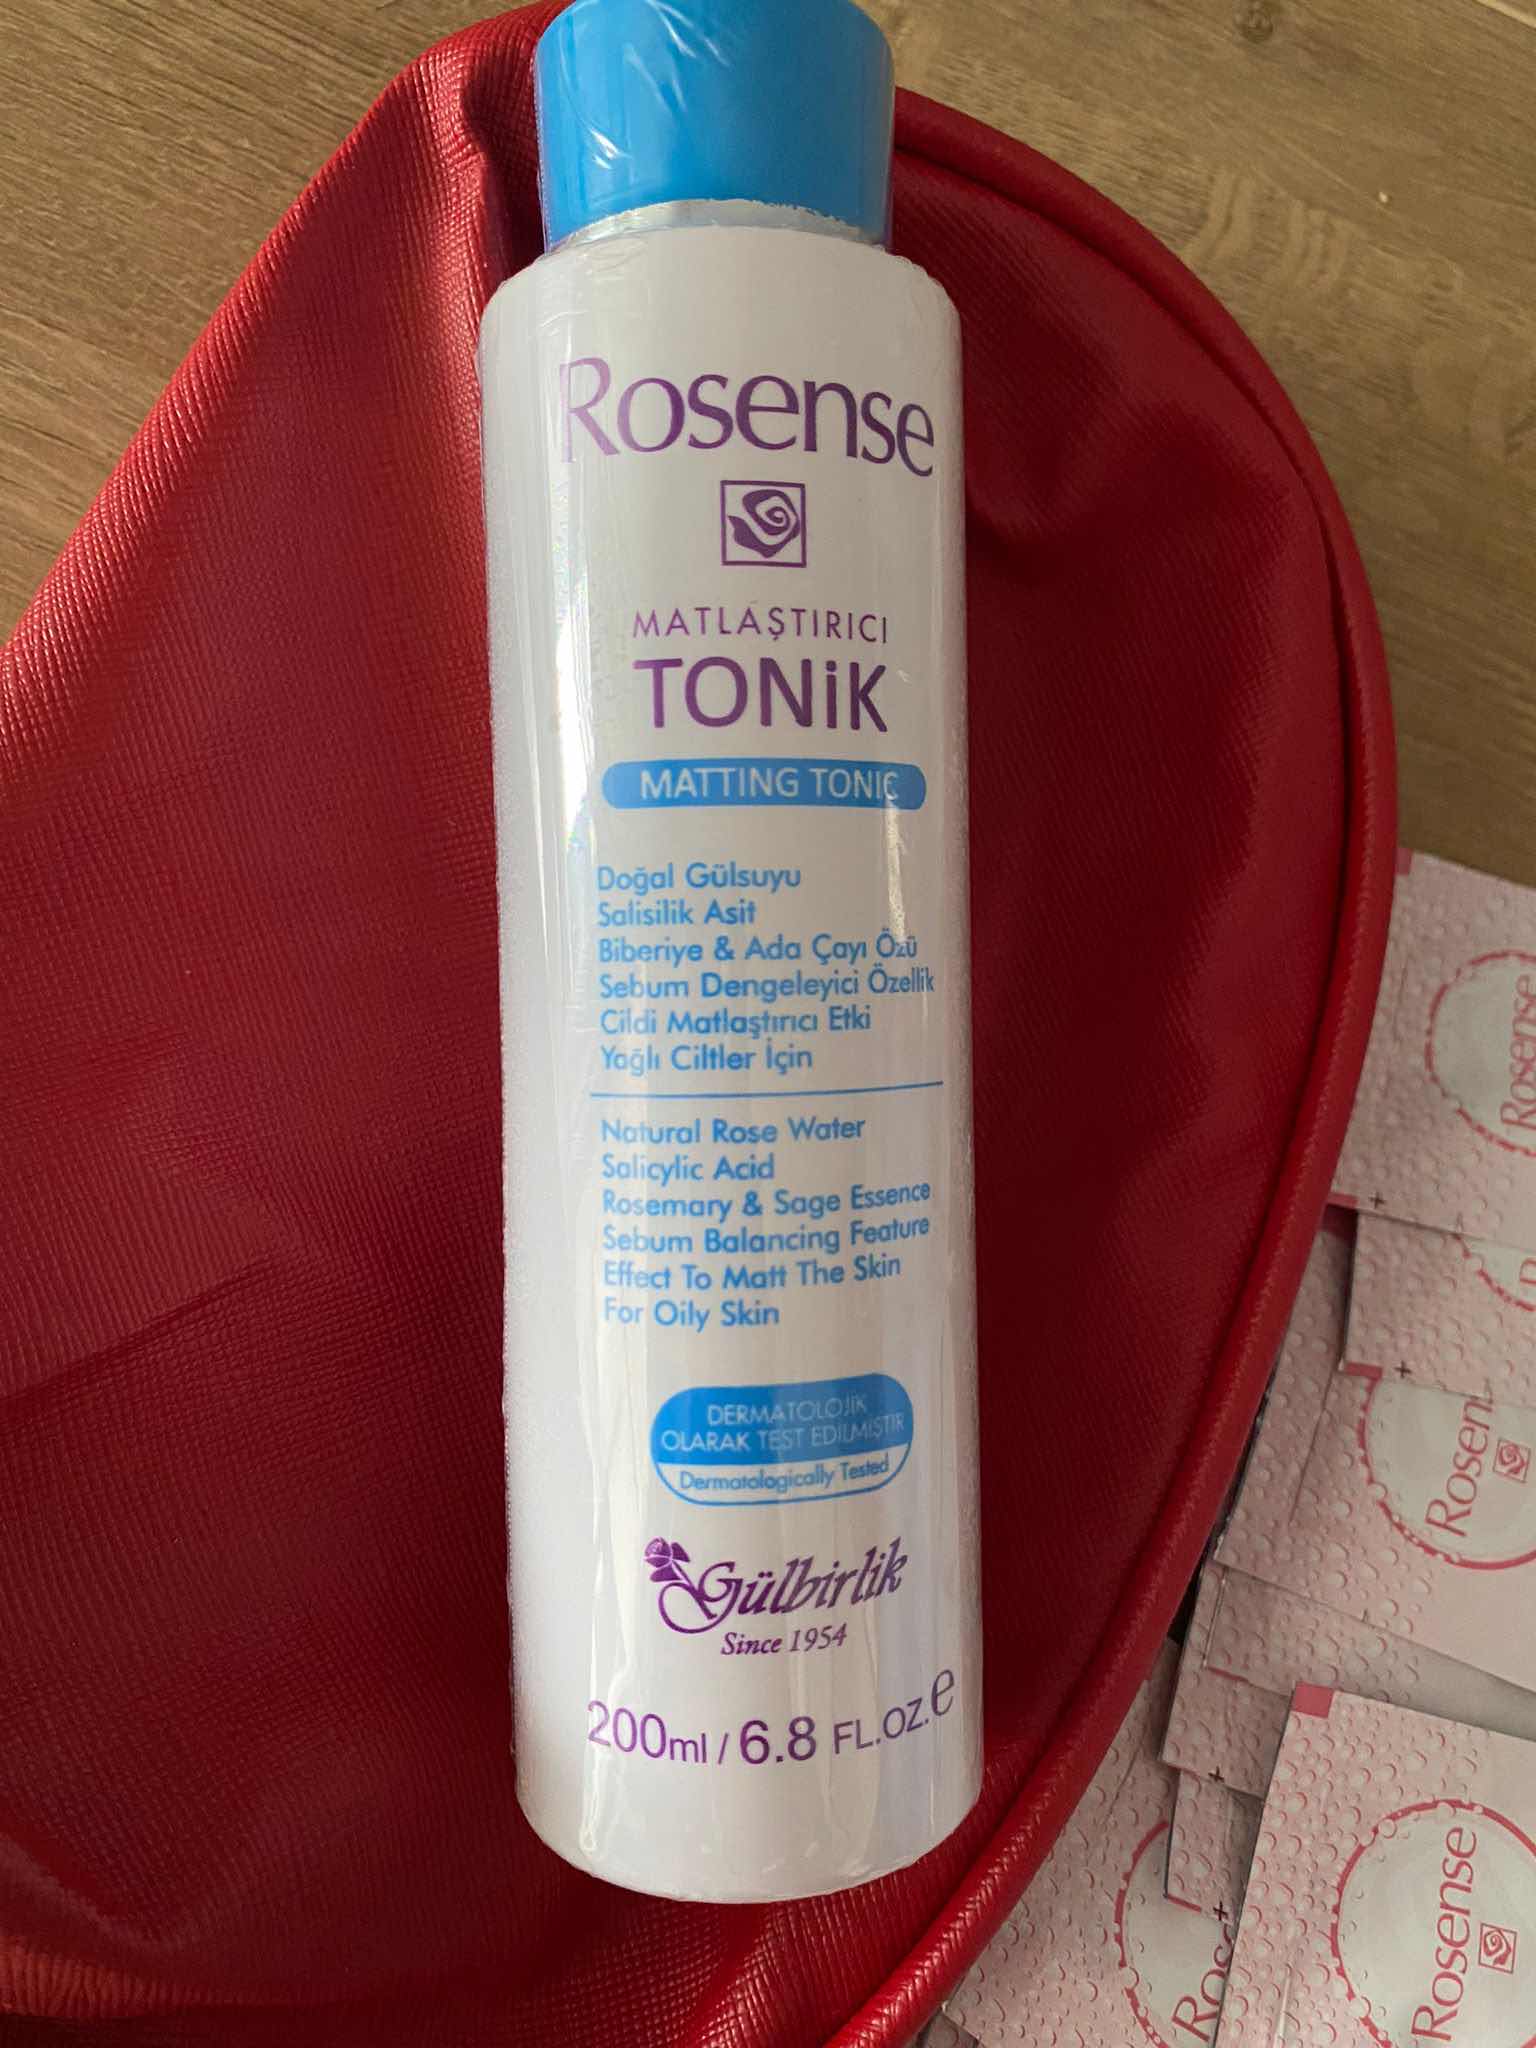 Rosense
MATLAŞTIRICI
TONiK
MATTING TONIC
Doğal Gülsuyu
Salisilik Asit
Biberiye & Ada Çayı Özü
Sebum Dengeleyici Özellik
Cildi Matlaştırıcı Etki
Yağlı Ciltler İçin
Natural Rose Water
Salicylic Acid
Rosemary & Sage Essence
Sebum Balancing Feature
Effect To Matt The Skin
For Oily Skin
DERMATOLOJİK
OLARAK TEST EDİLMİŞTİR
Dermatologically Tested
Gülbirlik
Since 1954
200ml / 6.8 FL.OZ.e
Rosense
Rosense
Rosense